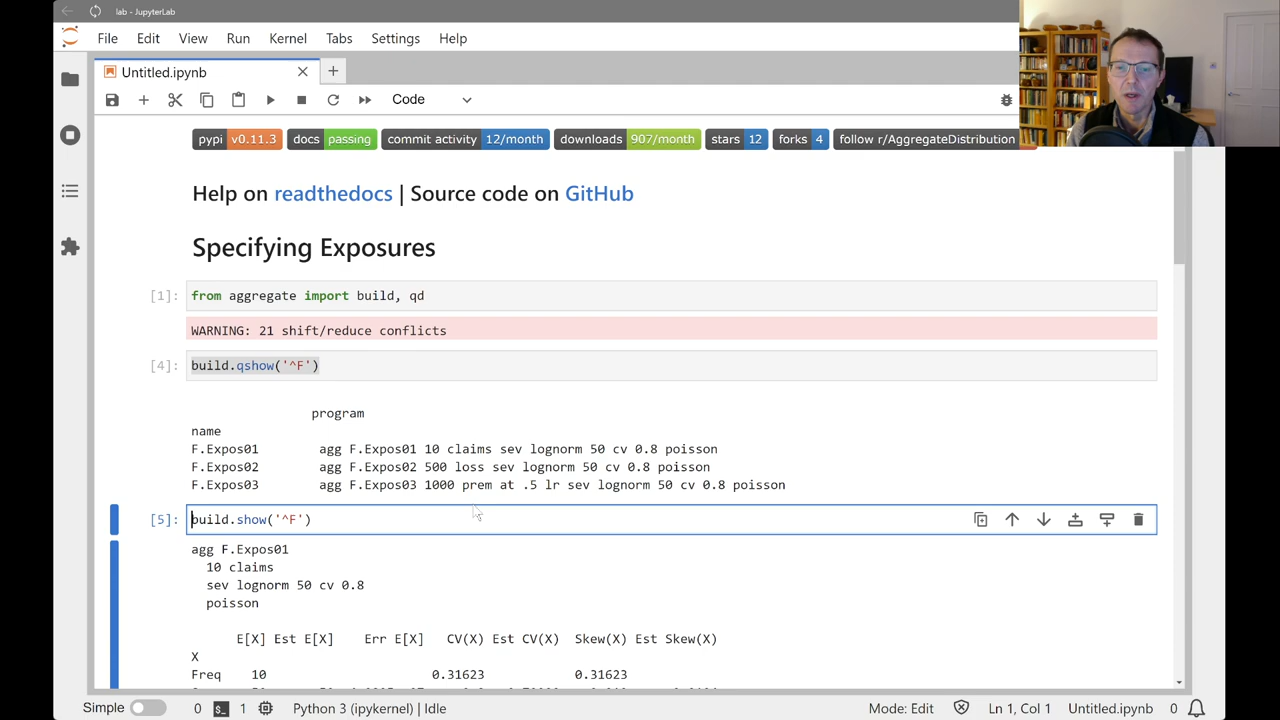 lab - JupyterLab
File Edit View Run Kernel Tabs Settings Help
Untitled.ipynb
Code
pypi v0.11.3 docs passing commit activity 12/month downloads 907/month stars 12 forks 4 follow r/AggregateDistribution
Help on readthedocs | Source code on GitHub
Specifying Exposures
[1]: from aggregate import build, qd
WARNING: 21 shift/reduce conflicts
[4]: build.qshow('^F')
program
name
F.Expos01 agg F.Expos01 10 claims sev lognorm 50 cv 0.8 poisson
F.Expos02 agg F.Expos02 500 loss sev lognorm 50 cv 0.8 poisson
F.Expos03 agg F.Expos03 1000 prem at .5 lr sev lognorm 50 cv 0.8 poisson
[5]: build.show('^F')
agg F.Expos01
10 claims
sev lognorm 50 cv 0.8
poisson
E[X] Est E[X] Err E[X] CV(X) Est CV(X) Skew(X) Est Skew(X)
X
Freq 10 0.31623 0.31623
Simple 0 1 Python 3 (ipykernel) | Idle Mode: Edit Ln 1, Col 1 Untitled.ipynb 0